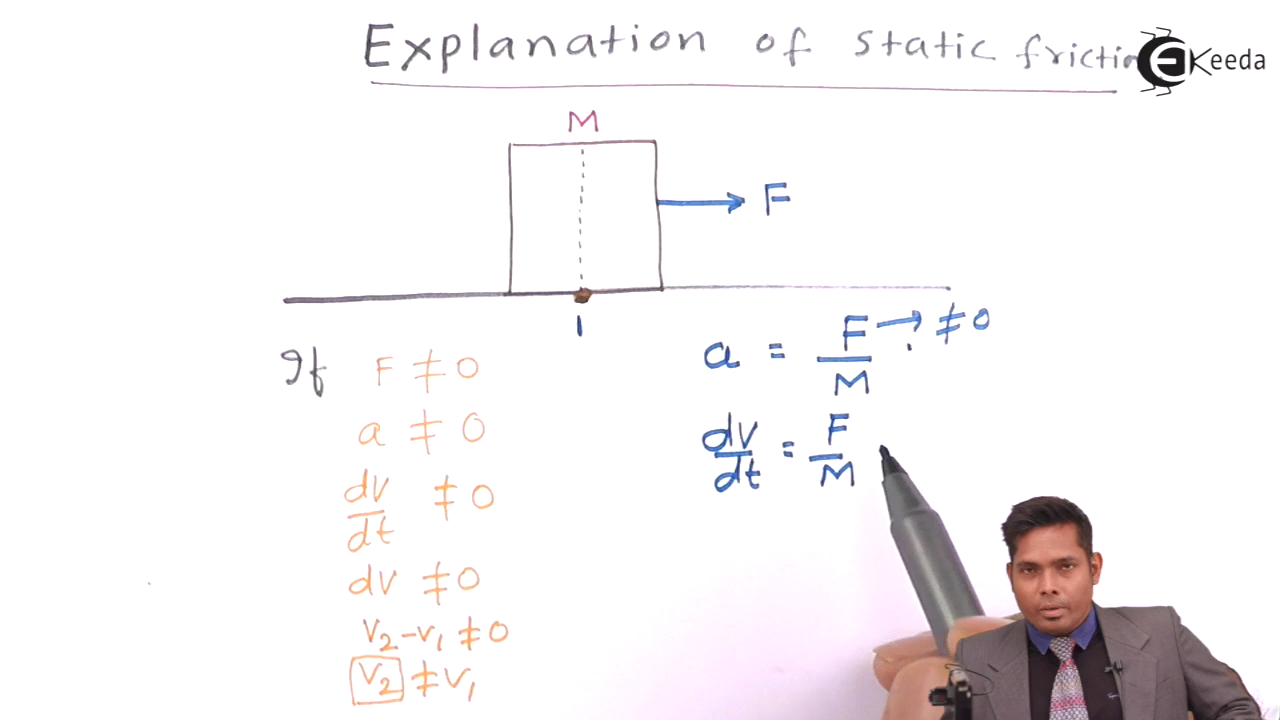 Explanation of static frictio
EKeeda
M
F
1
If F ≠ 0
a ≠ 0
dv/dt ≠ 0
dv ≠ 0
v₂-v₁ ≠ 0
v₂ ≠ v₁
a = F/M → ≠ 0
dv/dt = F/M